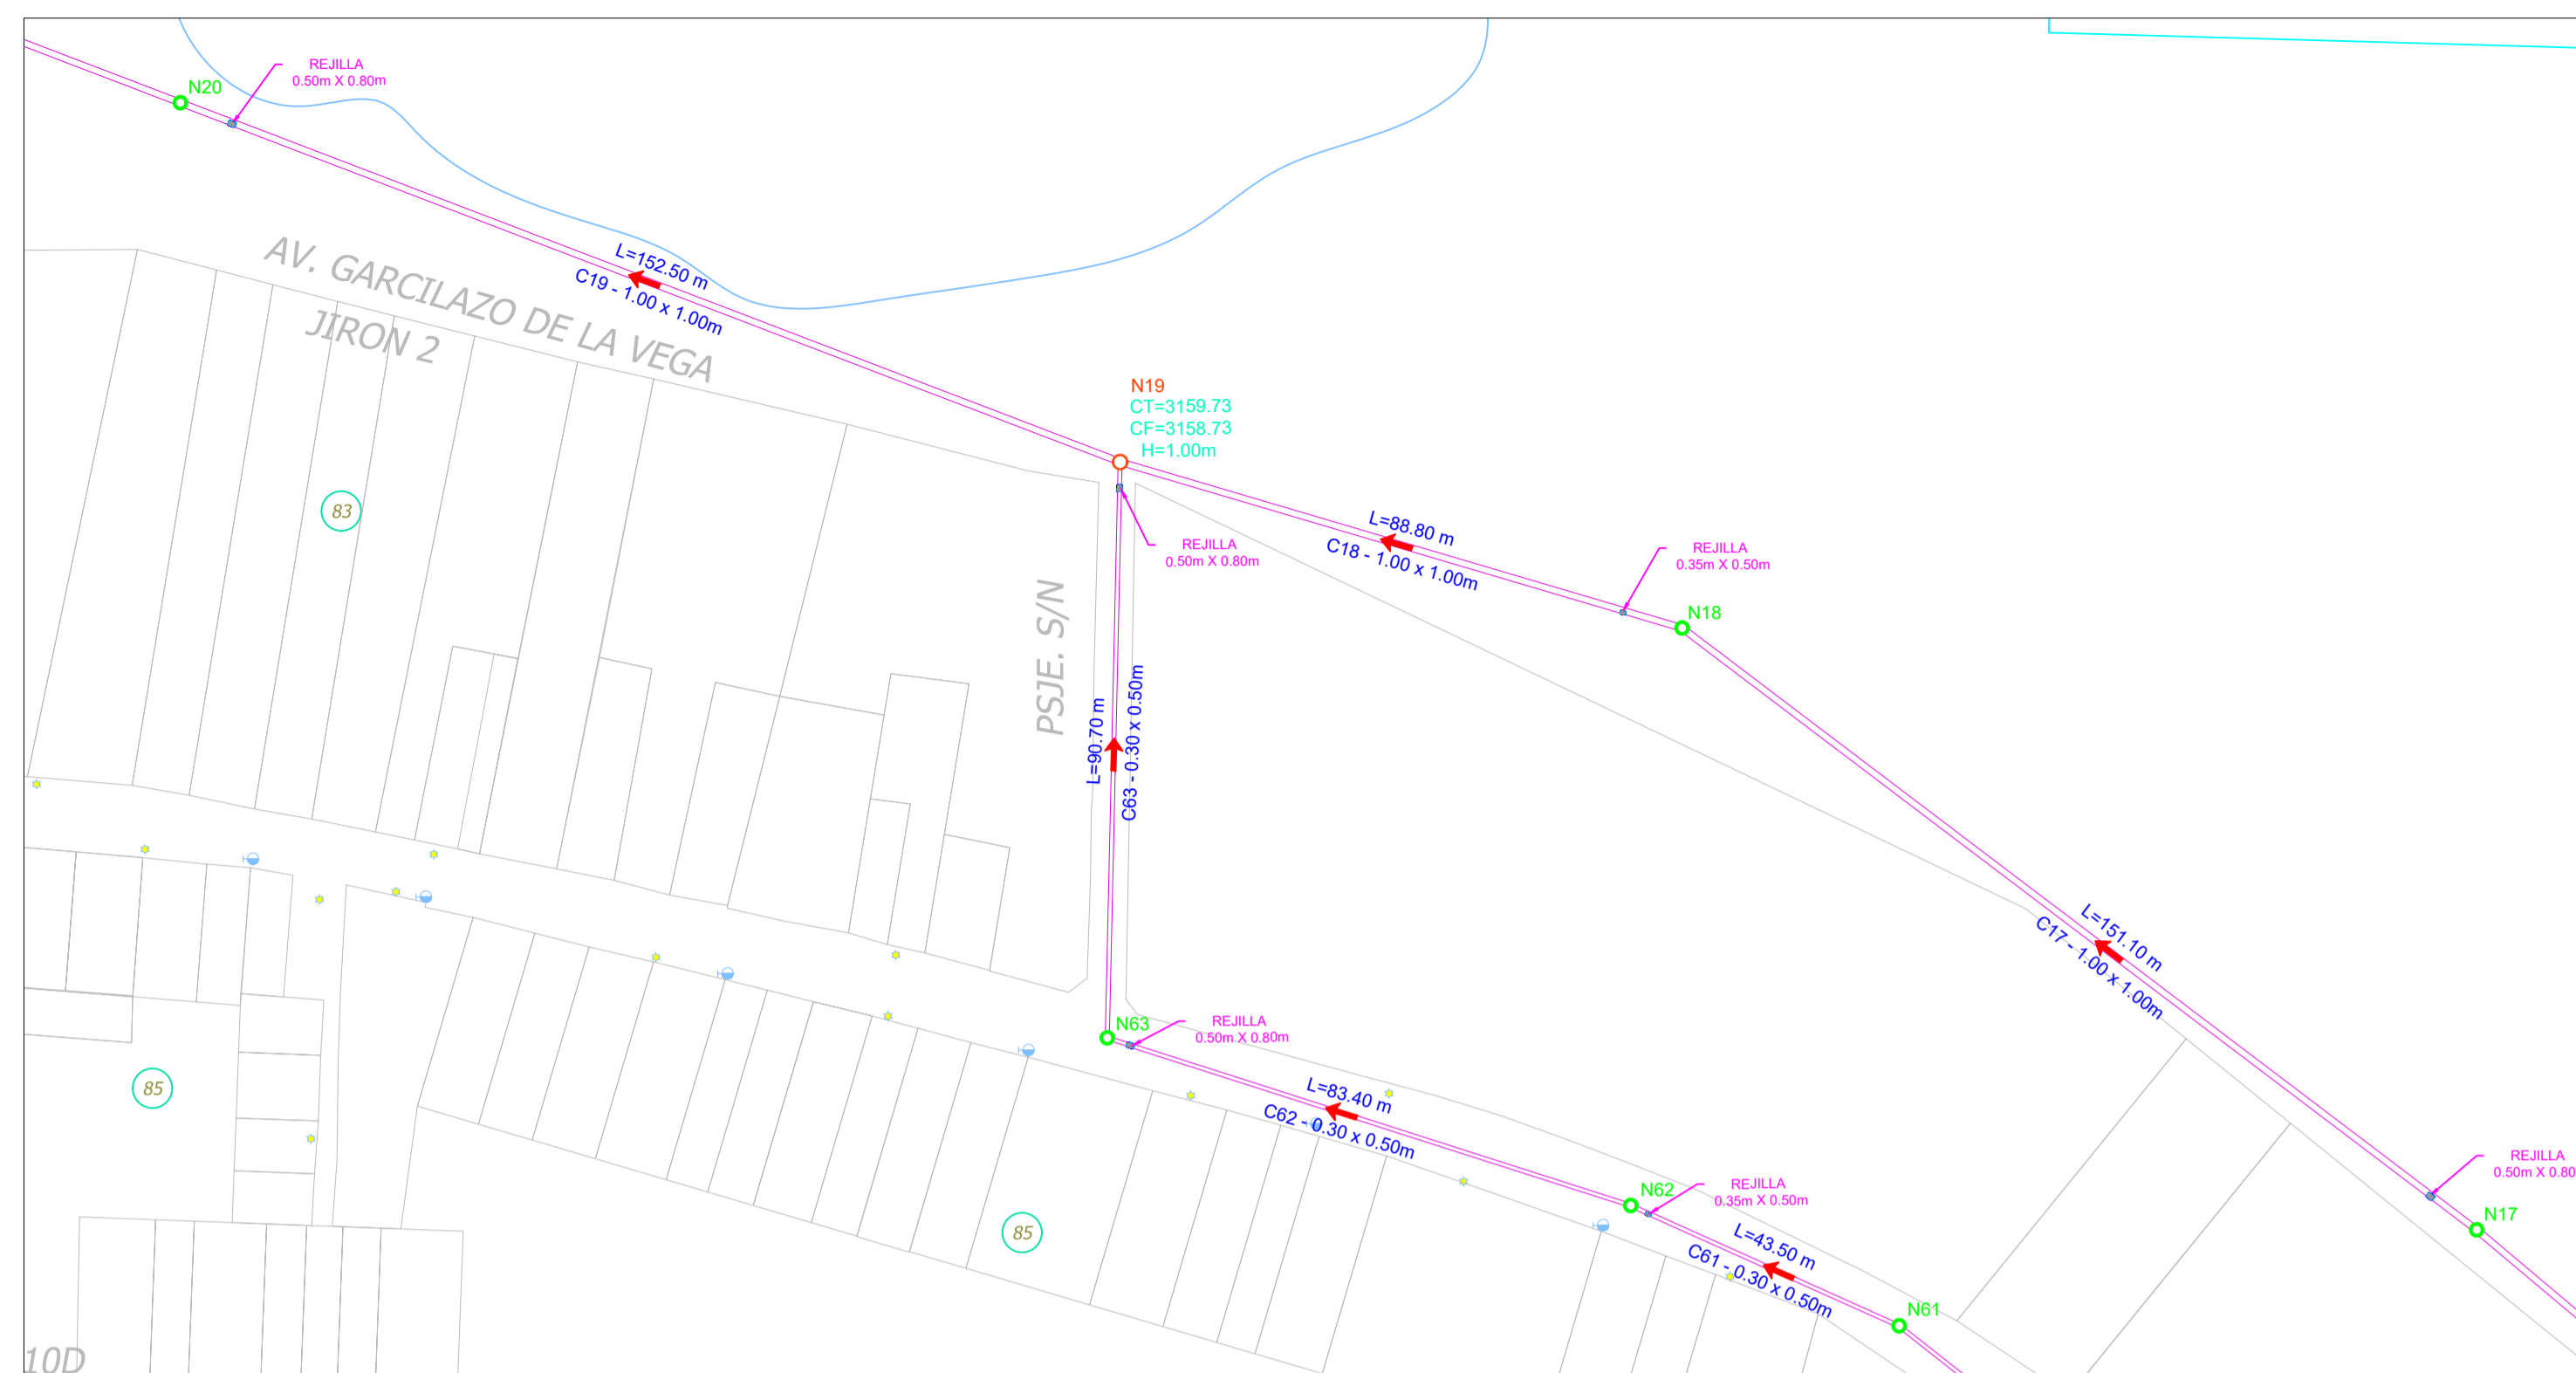 REJILLA
0.50m X 0.80m
N20
L=152.50 m
C19 - 1.00 x 1.00m
AV. GARCILAZO DE LA VEGA
JIRON 2
N19
CT=3159.73
CF=3158.73
H=1.00m
83
REJILLA
0.50m X 0.80m
L=88.80 m
C18 - 1.00 x 1.00m
REJILLA
0.35m X 0.50m
N18
PSJE. S/N
L=90.70 m
C63 - 0.30 x 0.50m
L=151.10 m
C17 - 1.00 x 1.00m
N63
REJILLA
0.50m X 0.80m
85
L=83.40 m
C62 - 0.30 x 0.50m
REJILLA
0.50m X 0.80
N62
REJILLA
0.35m X 0.50m
N17
85
L=43.50 m
C61 - 0.30 x 0.50m
N61
10D